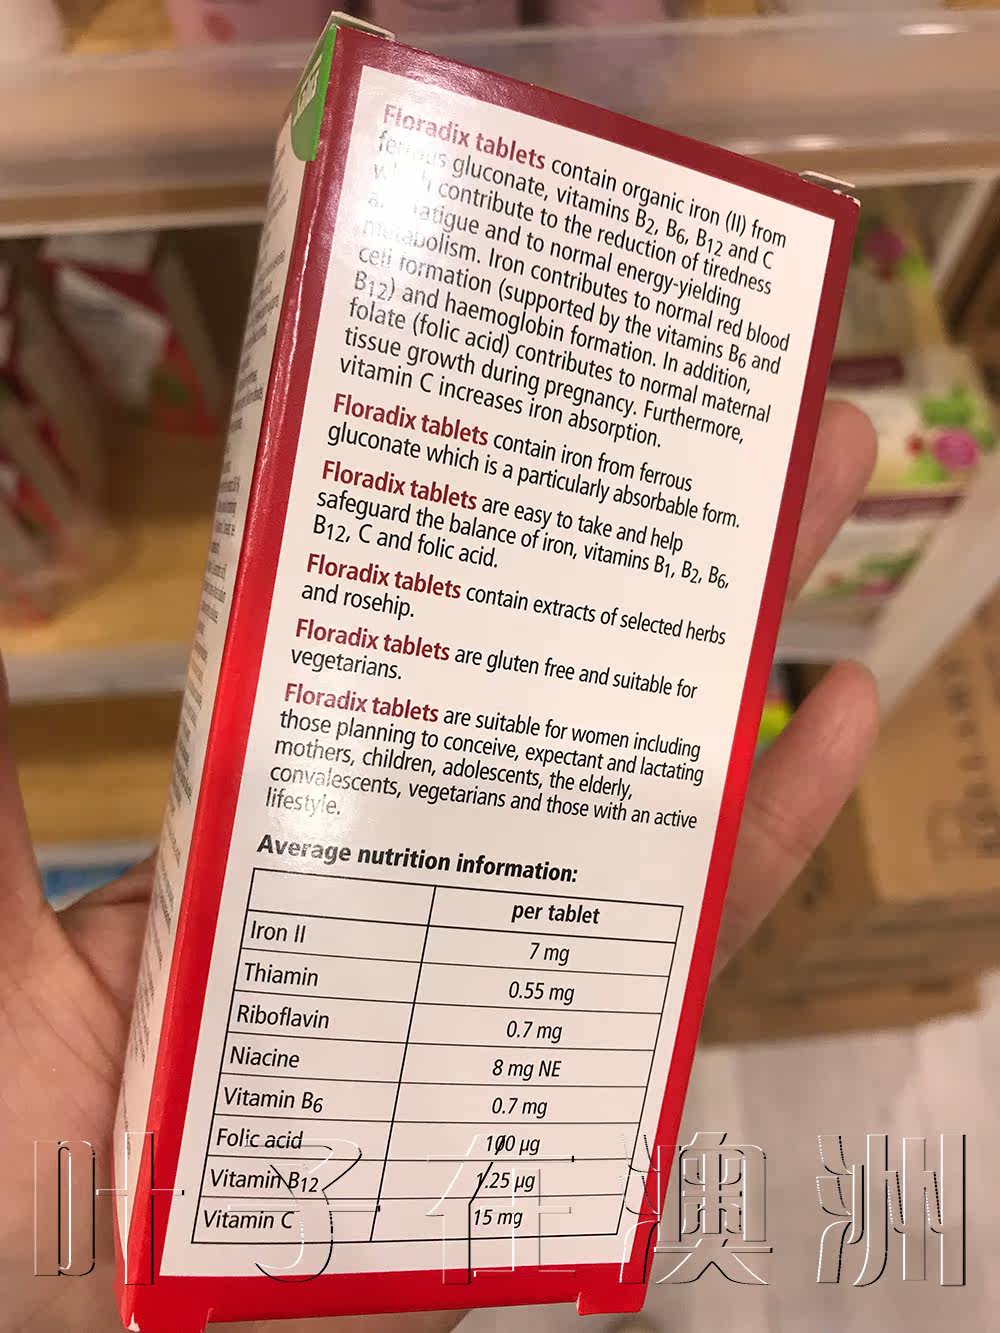 Floradix tablets contain organic iron (II) from
ferrous gluconate, vitamins B2, B6, B12 and C
which contribute to the reduction of tiredness
and fatigue and to normal energy-yielding
metabolism. Iron contributes to normal red blood
cell formation (supported by the vitamins B6 and
B12) and haemoglobin formation. In addition,
folate (folic acid) contributes to normal maternal
tissue growth during pregnancy. Furthermore,
vitamin C increases iron absorption.
Floradix tablets contain iron from ferrous
gluconate which is a particularly absorbable form.
Floradix tablets are easy to take and help
safeguard the balance of iron, vitamins B1, B2, B6,
B12, C and folic acid.
Floradix tablets contain extracts of selected herbs
and rosehip.
Floradix tablets are gluten free and suitable for
vegetarians.
Floradix tablets are suitable for women including
those planning to conceive, expectant and lactating
mothers, children, adolescents, the elderly,
convalescents, vegetarians and those with an active
lifestyle.
Average nutrition information:
per tablet
Iron II 7 mg
Thiamin 0.55 mg
Riboflavin 0.7 mg
Niacine 8 mg NE
Vitamin B6 0.7 mg
Folic acid 100 µg
Vitamin B12 1.25 µg
Vitamin C 15 mg
叶子在澳洲